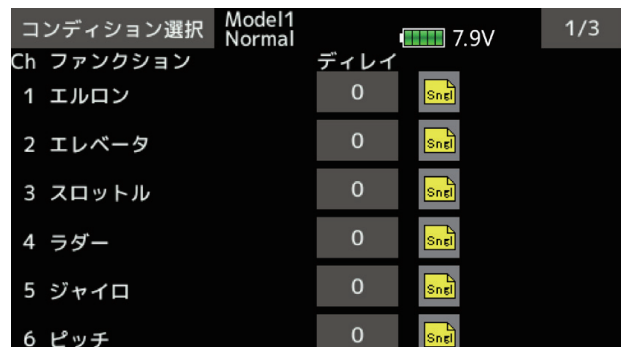 コンディション選択 Model1 Normal 7.9V 1/3
Ch ファンクション ディレイ
1 エルロン 0 Sngl
2 エレベータ 0 Sngl
3 スロットル 0 Sngl
4 ラダー 0 Sngl
5 ジャイロ 0 Sngl
6 ピッチ 0 Sngl